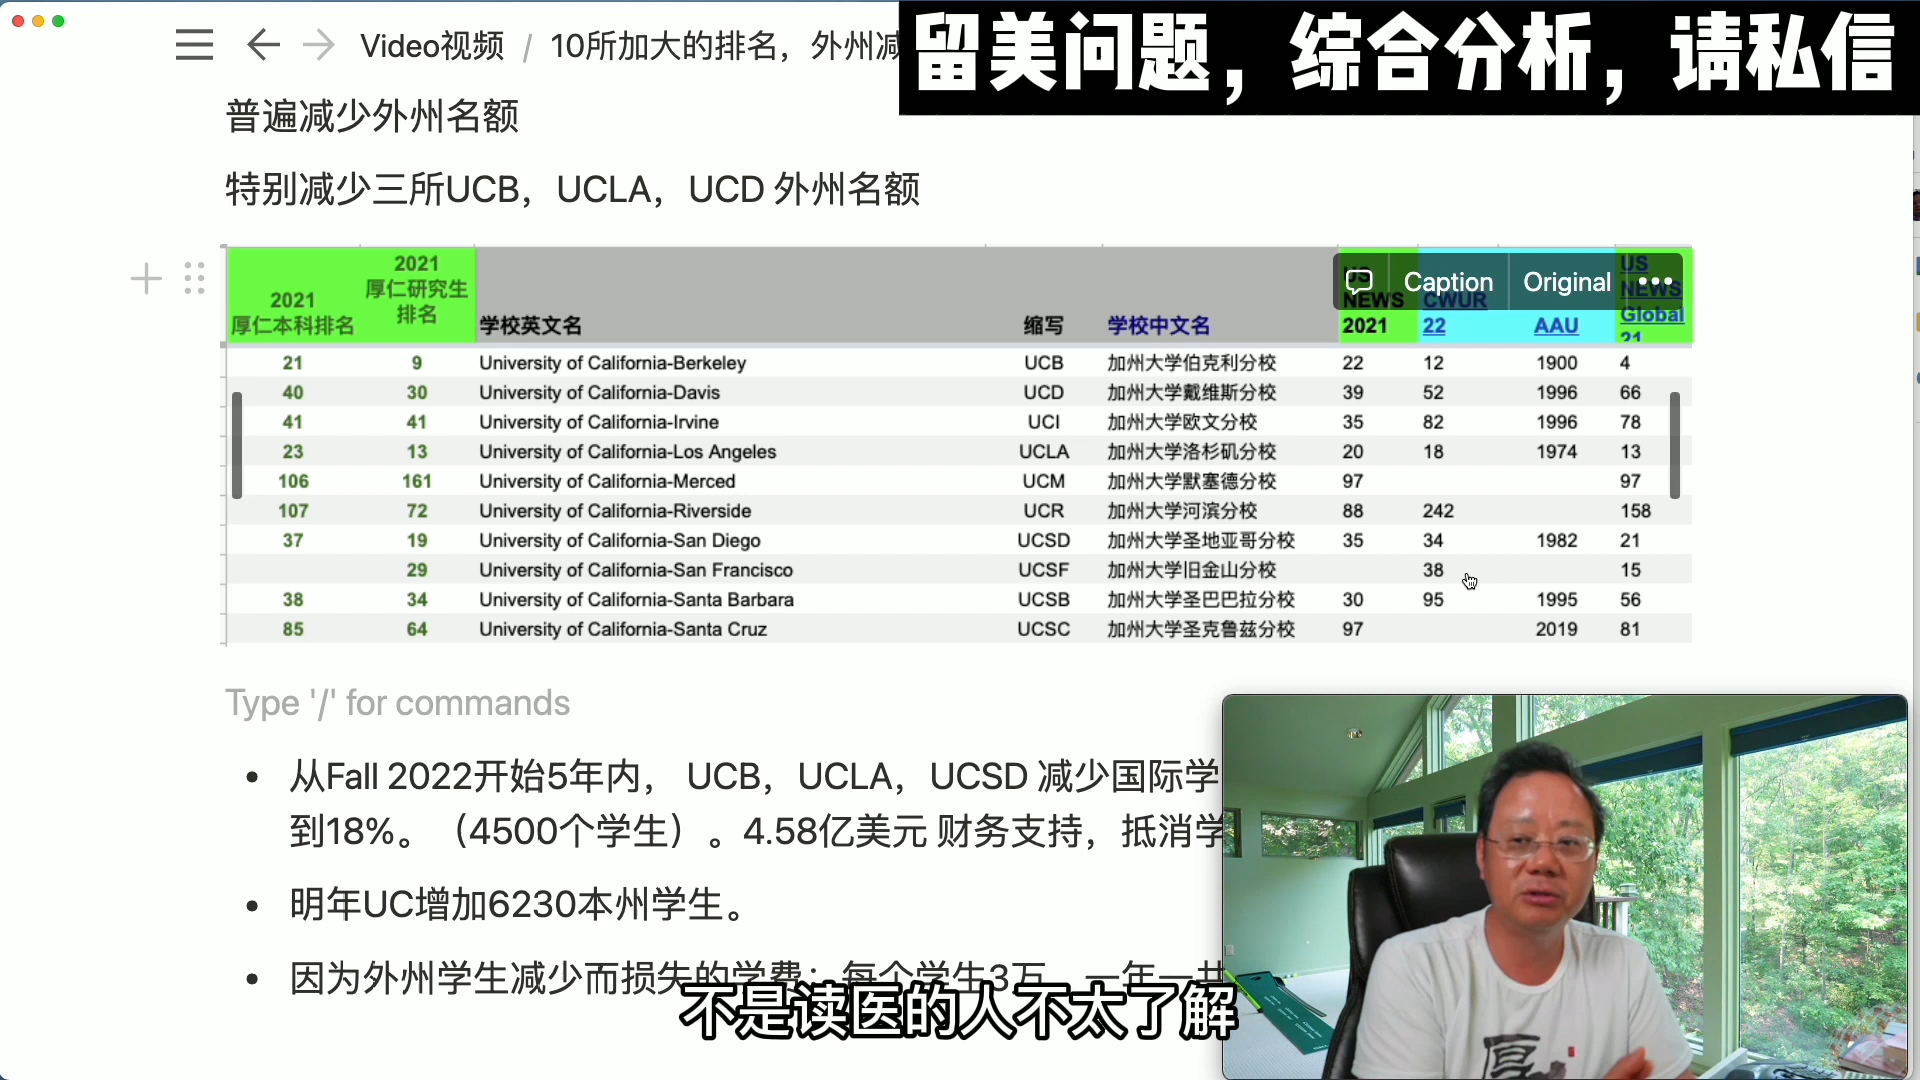 Video视频 / 10所加大的排名，外州减
留美问题，综合分析，请私信
普遍减少外州名额
特别减少三所UCB，UCLA，UCD 外州名额
2021 厚仁本科排名 2021 厚仁研究生排名 学校英文名 缩写 学校中文名 US NEWS 2021 CWUR 22 AAU US NEWS Global 21
Caption Original
21 9 University of California-Berkeley UCB 加州大学伯克利分校 22 12 1900 4
40 30 University of California-Davis UCD 加州大学戴维斯分校 39 52 1996 66
41 41 University of California-Irvine UCI 加州大学欧文分校 35 82 1996 78
23 13 University of California-Los Angeles UCLA 加州大学洛杉矶分校 20 18 1974 13
106 161 University of California-Merced UCM 加州大学默塞德分校 97 97
107 72 University of California-Riverside UCR 加州大学河滨分校 88 242 158
37 19 University of California-San Diego UCSD 加州大学圣地亚哥分校 35 34 1982 21
29 University of California-San Francisco UCSF 加州大学旧金山分校 38 15
38 34 University of California-Santa Barbara UCSB 加州大学圣巴巴拉分校 30 95 1995 56
85 64 University of California-Santa Cruz UCSC 加州大学圣克鲁兹分校 97 2019 81
Type '/' for commands
• 从Fall 2022开始5年内， UCB，UCLA，UCSD 减少国际学
到18%。（4500个学生）。4.58亿美元 财务支持，抵消学
• 明年UC增加6230本州学生。
• 因为外州学生减少而损失的学费：每个学生3万，一年一共
不是读医的人不太了解
厚